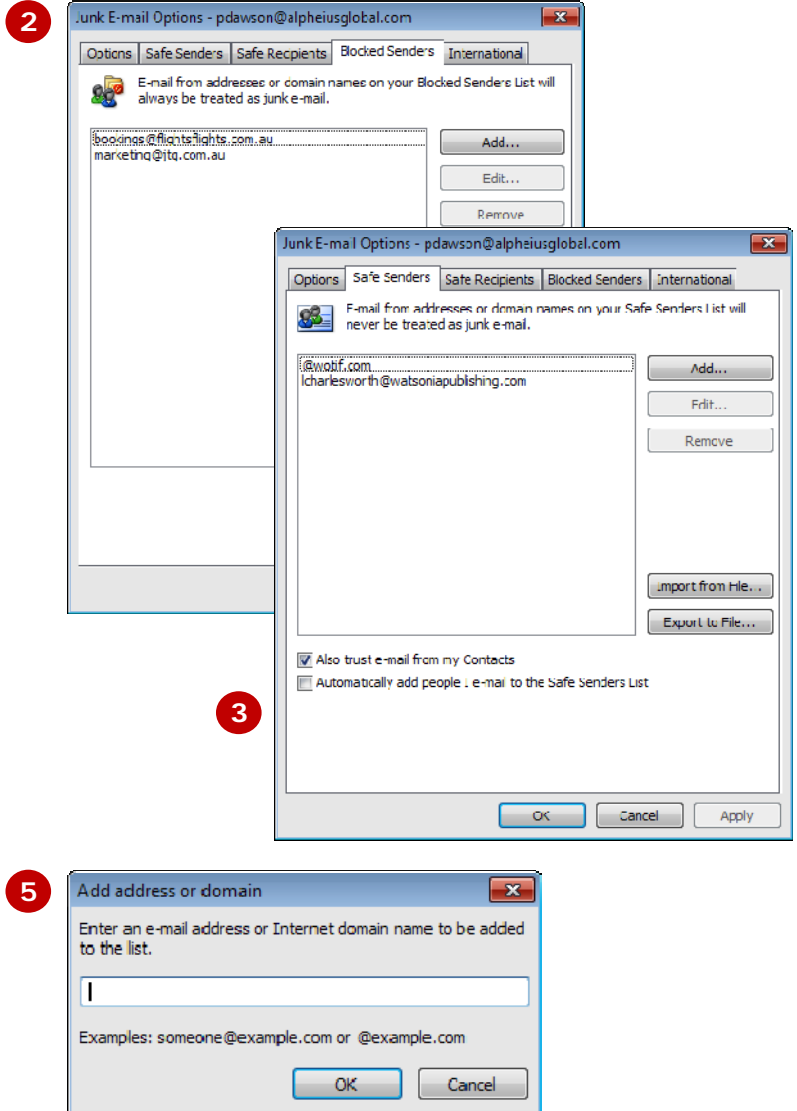 2
Junk E-mail Options - pdawson@alpheiusglobal.com
Options Safe Senders Safe Recipients Blocked Senders International
E-mail from addresses or domain names on your Blocked Senders List will
always be treated as junk e-mail.
bookings@flightsflights.com.au
marketing@jtg.com.au
Add...
Edit...
Remove
Junk E-mail Options - pdawson@alpheiusglobal.com
Options Safe Senders Safe Recipients Blocked Senders International
E-mail from addresses or domain names on your Safe Senders List will
never be treated as junk e-mail.
@wotif.com
lcharlesworth@watsoniapublishing.com
Add...
Edit...
Remove
Import from File...
Export to File...
Also trust e-mail from my Contacts
Automatically add people I e-mail to the Safe Senders List
3
OK Cancel Apply
5
Add address or domain
Enter an e-mail address or Internet domain name to be added
to the list.
Examples: someone@example.com or @example.com
OK Cancel